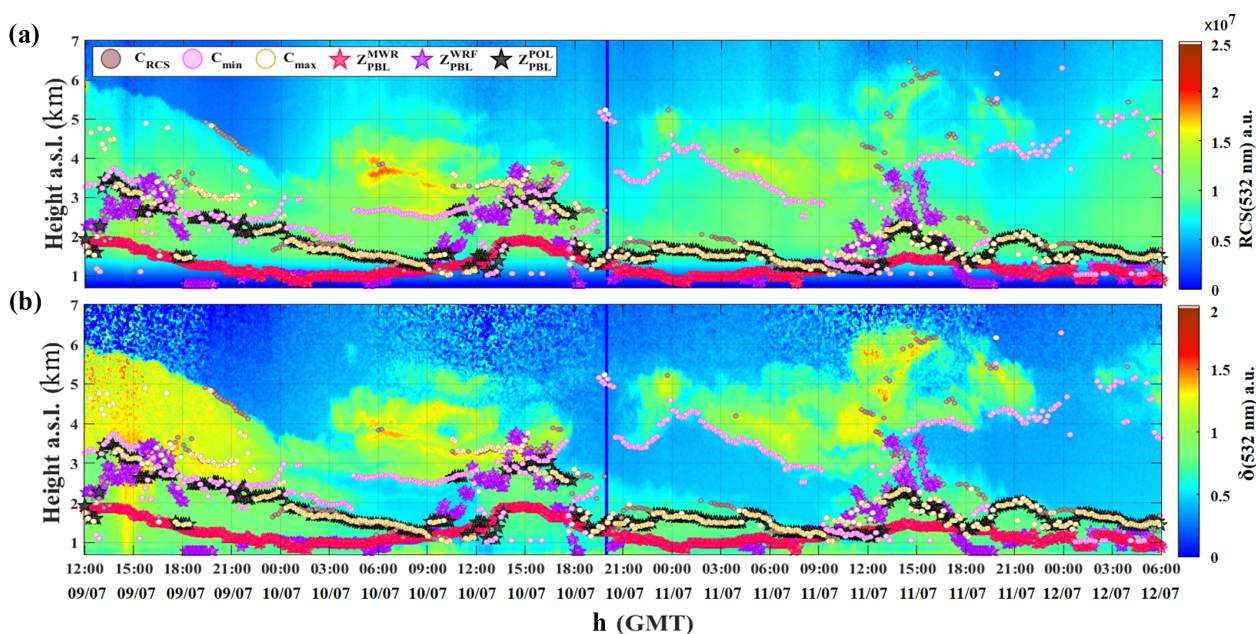 (a)
Height a.s.l. (km)
7
6
5
4
3
2
1
C_RCS C_min C_max Z_PBL^MWR Z_PBL^WRF Z_PBL^POL
x10^7
2.5
2
1.5
1
0.5
0
RCS(532 nm) a.u.
(b)
Height a.s.l. (km)
7
6
5
4
3
2
1
2
1.5
1
0.5
0
δ(532 nm) a.u.
12:00 15:00 18:00 21:00 00:00 03:00 06:00 09:00 12:00 15:00 18:00 21:00 00:00 03:00 06:00 09:00 12:00 15:00 18:00 21:00 00:00 03:00 06:00
09/07 09/07 09/07 09/07 10/07 10/07 10/07 10/07 10/07 10/07 10/07 10/07 11/07 11/07 11/07 11/07 11/07 11/07 11/07 11/07 12/07 12/07 12/07
h (GMT)